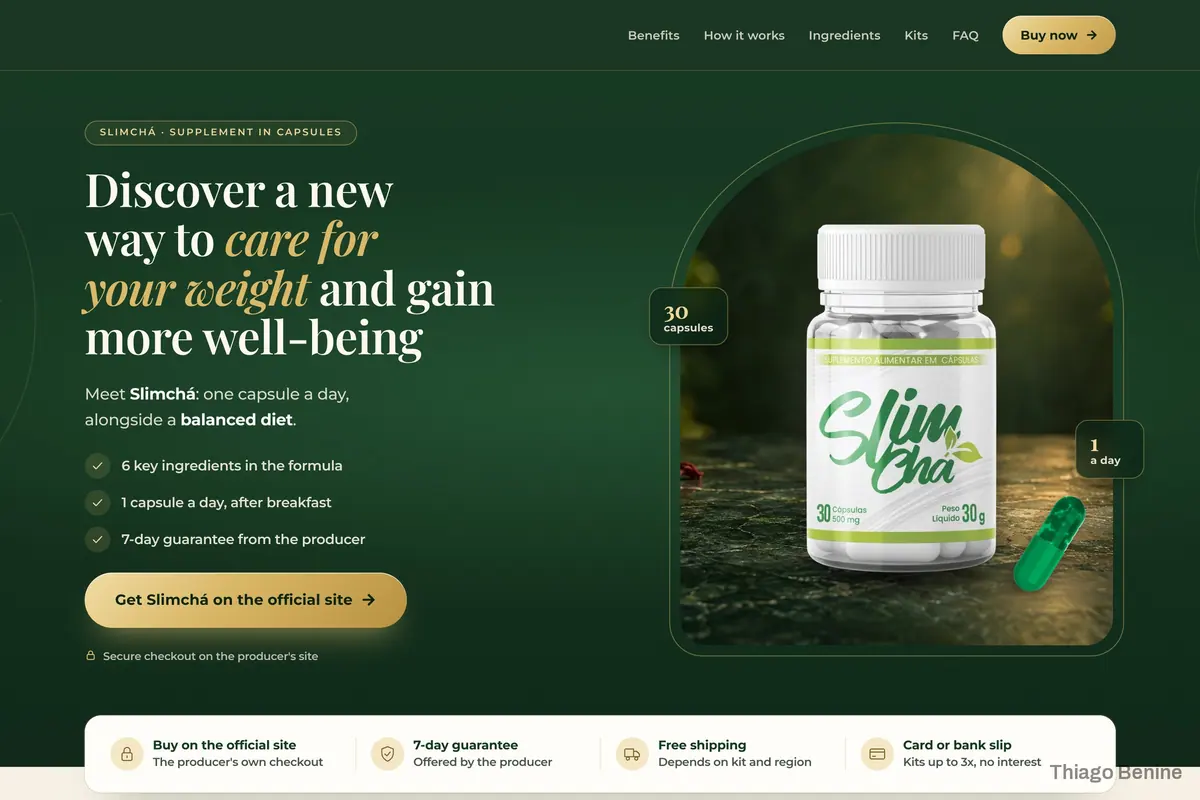 Benefits How it works Ingredients Kits FAQ Buy now →
SLIMCHÁ · SUPPLEMENT IN CAPSULES
Discover a new
way to care for
your weight and gain
more well-being
Meet Slimchá: one capsule a day,
alongside a balanced diet.
6 key ingredients in the formula
1 capsule a day, after breakfast
7-day guarantee from the producer
Get Slimchá on the official site →
Secure checkout on the producer's site
30
capsules
SUPLEMENTO ALIMENTAR EM CÁPSULAS
Slim
Chá
30 Cápsulas
500 mg
Peso
Líquido 30g
1
a day
Buy on the official site
The producer's own checkout
7-day guarantee
Offered by the producer
Free shipping
Depends on kit and region
Card or bank slip
Kits up to 3x, no interest
Thiago Benine